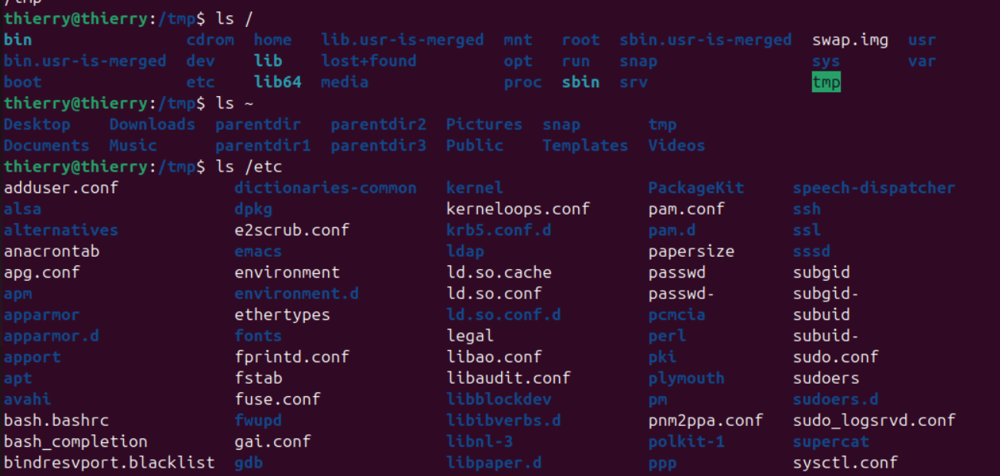 /tmp
thierry@thierry:/tmp$ ls /
bin cdrom home lib.usr-is-merged mnt root sbin.usr-is-merged swap.img usr
bin.usr-is-merged dev lib lost+found opt run snap sys var
boot etc lib64 media proc sbin srv tmp
thierry@thierry:/tmp$ ls ~
Desktop Downloads parentdir parentdir2 Pictures snap tmp
Documents Music parentdir1 parentdir3 Public Templates Videos
thierry@thierry:/tmp$ ls /etc
adduser.conf dictionaries-common kernel PackageKit speech-dispatcher
alsa dpkg kerneloops.conf pam.conf ssh
alternatives e2scrub.conf krb5.conf.d pam.d ssl
anacrontab emacs ldap papersize sssd
apg.conf environment ld.so.cache passwd subgid
apm environment.d ld.so.conf passwd- subgid-
apparmor ethertypes ld.so.conf.d pcmcia subuid
apparmor.d fonts legal perl subuid-
apport fprintd.conf libao.conf pki sudo.conf
apt fstab libaudit.conf plymouth sudoers
avahi fuse.conf libblockdev pm sudoers.d
bash.bashrc fwupd libibverbs.d pnm2ppa.conf sudo_logsrvd.conf
bash_completion gai.conf libnl-3 polkit-1 supercat
bindresvport.blacklist gdb libpaper.d ppp sysctl.conf